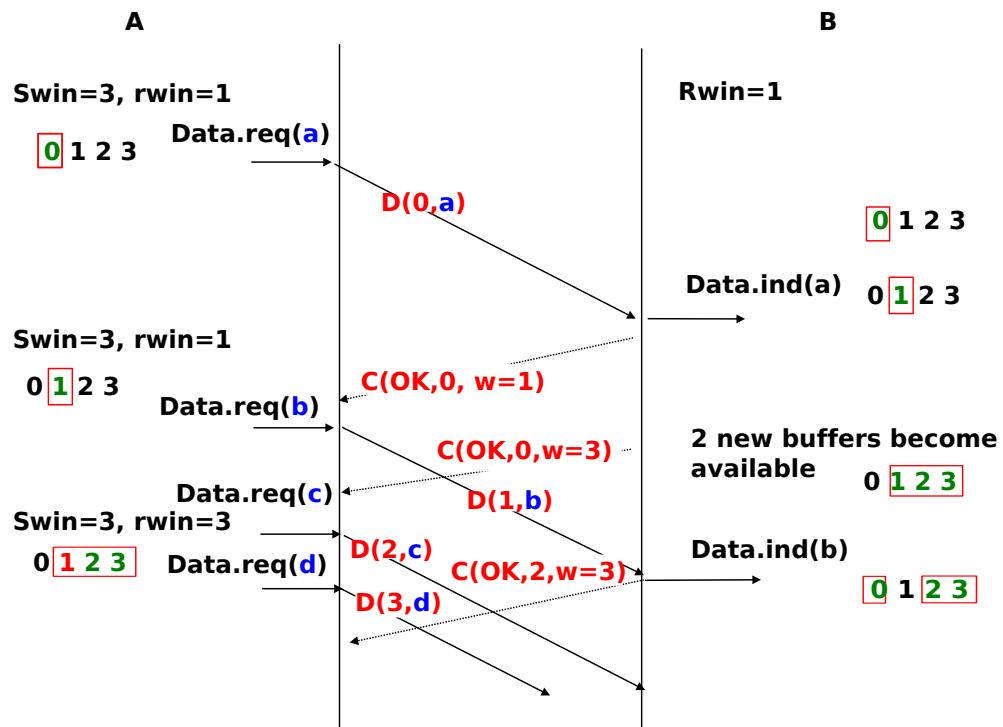 A
B
Swin=3, rwin=1
Rwin=1
Data.req(a)
0 1 2 3
D(0,a)
0 1 2 3
Data.ind(a)
0 1 2 3
Swin=3, rwin=1
C(OK,0, w=1)
0 1 2 3
Data.req(b)
2 new buffers become
available
C(OK,0,w=3)
0 1 2 3
Data.req(c)
D(1,b)
Swin=3, rwin=3
D(2,c)
Data.ind(b)
0 1 2 3
Data.req(d)
C(OK,2,w=3)
0 1 2 3
D(3,d)